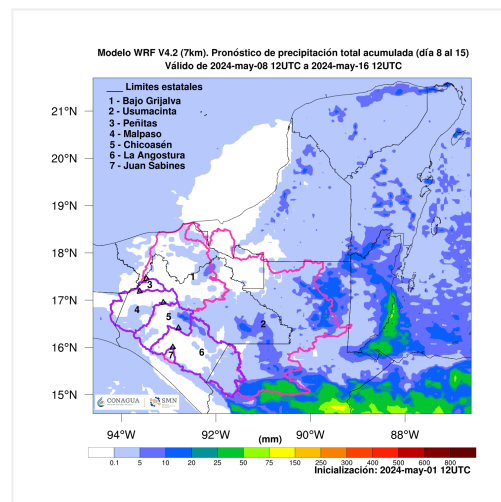 Modelo WRF V4.2 (7km). Pronóstico de precipitación total acumulada (día 8 al 15)
Válido de 2024-may-08 12UTC a 2024-may-16 12UTC
___ Limites estatales
1 - Bajo Grijalva
2 - Usumacinta
3 - Peñitas
4 - Malpaso
5 - Chicoasén
6 - La Angostura
7 - Juan Sabines
21°N
20°N
19°N
18°N
17°N
16°N
15°N
1
2
3
4
5
6
7
CONAGUA
SMN
94°W 92°W 90°W 88°W
(mm)
0.1 5 10 20 25 50 75 150 250 300 400 500 600 800
Inicialización: 2024-may-01 12UTC